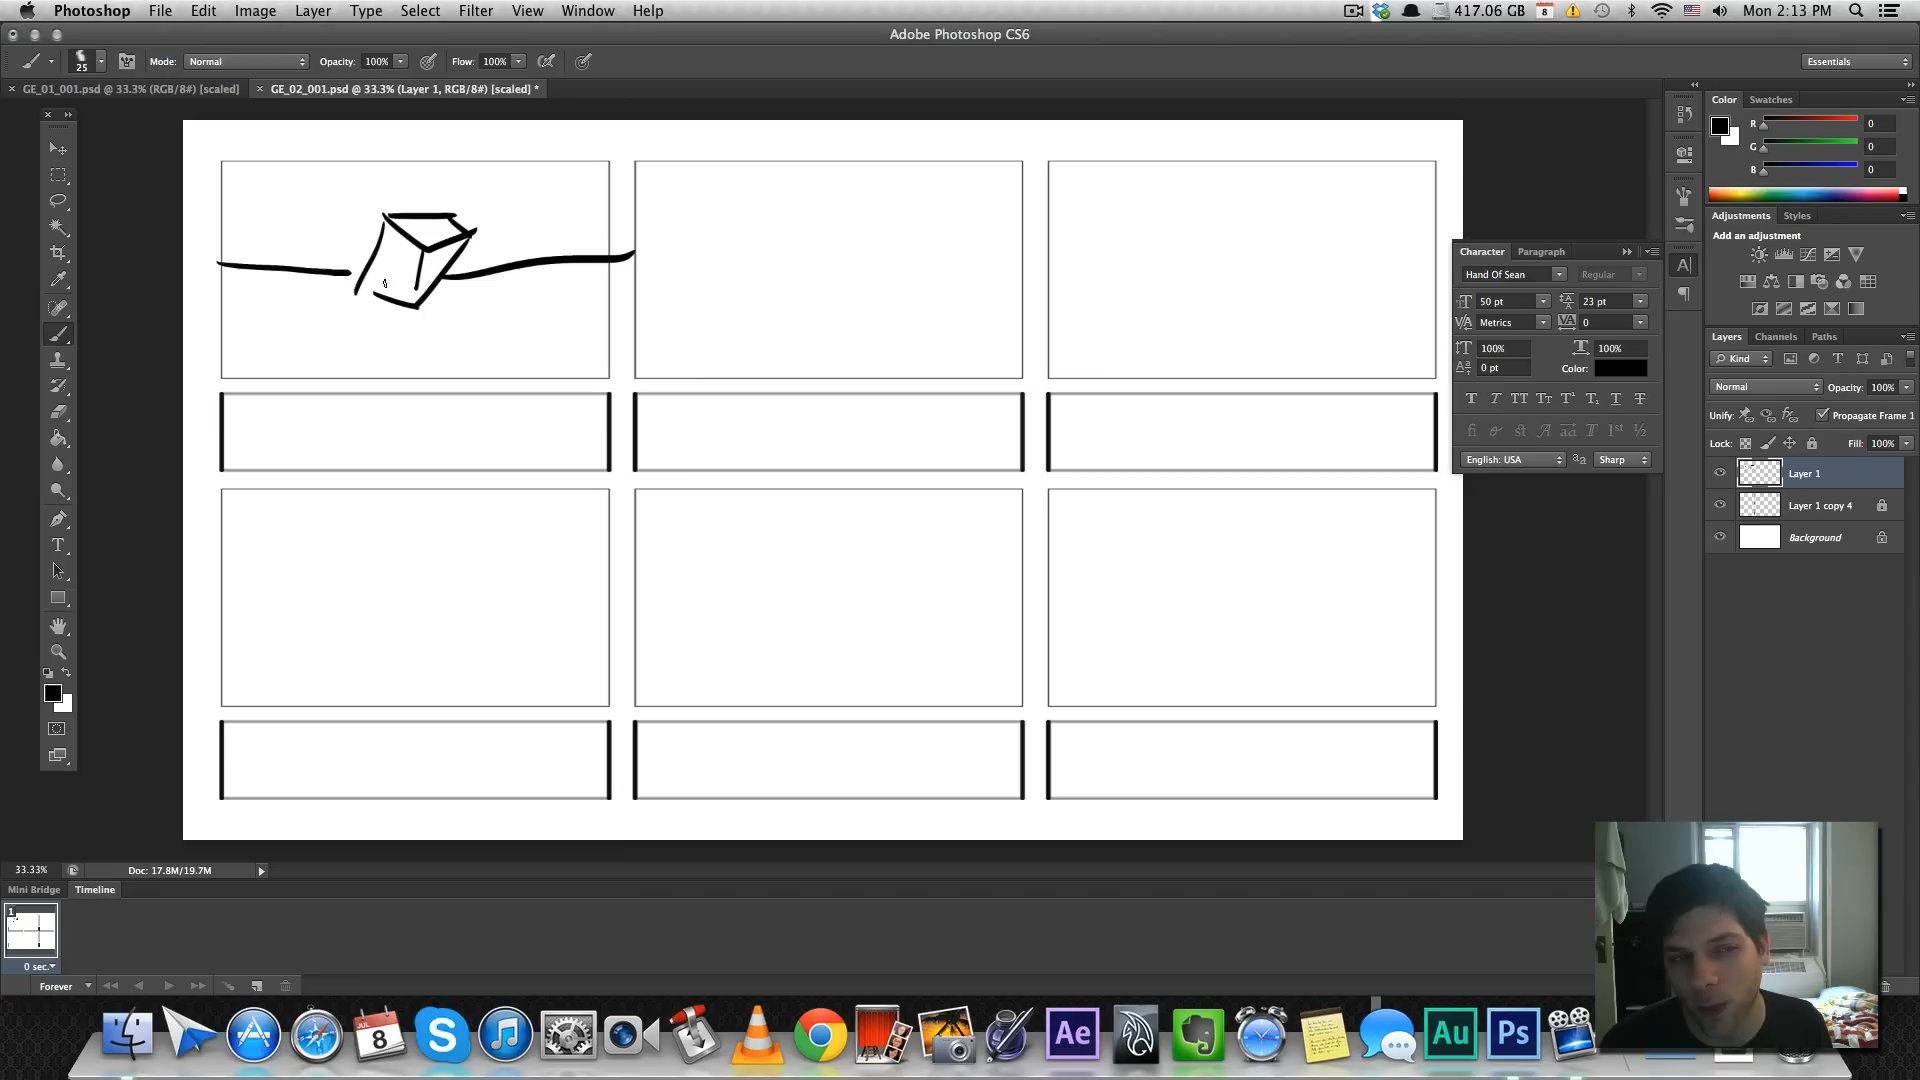 Photoshop File Edit Image Layer Type Select Filter View Window Help 417.06 GB 8 Mon 2:13 PM
Adobe Photoshop CS6
25 Mode: Normal Opacity: 100% Flow: 100% Essentials
GE_01_001.psd @ 33.3% (RGB/8#) [scaled] GE_02_001.psd @ 33.3% (Layer 1, RGB/8#) [scaled] *
Color Swatches
R 0
G 0
B 0
Adjustments Styles
Add an adjustment
Character Paragraph
Hand Of Sean Regular
50 pt 23 pt
Metrics 0
100% 100%
0 pt Color:
English: USA Sharp
Layers Channels Paths
Kind
Normal Opacity: 100%
Unify: Propagate Frame 1
Lock: Fill: 100%
Layer 1
Layer 1 copy 4
Background
33.33% Doc: 17.8M/19.7M
Mini Bridge Timeline
1
0 sec.
Forever
JUL
8
Ae Au Ps